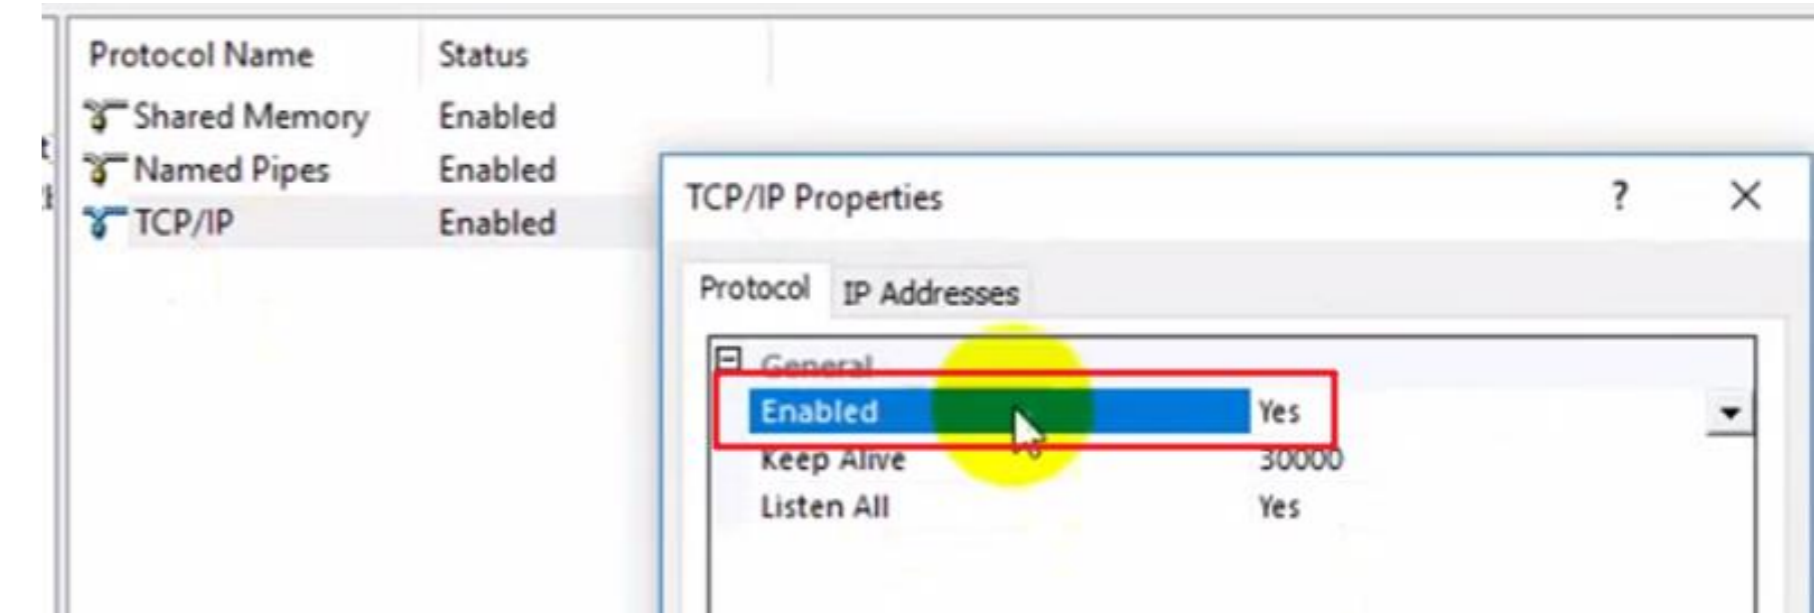 Protocol Name Status
Shared Memory Enabled
Named Pipes Enabled
TCP/IP Enabled
TCP/IP Properties ?
Protocol IP Addresses
General
Enabled Yes
Keep Alive 30000
Listen All Yes